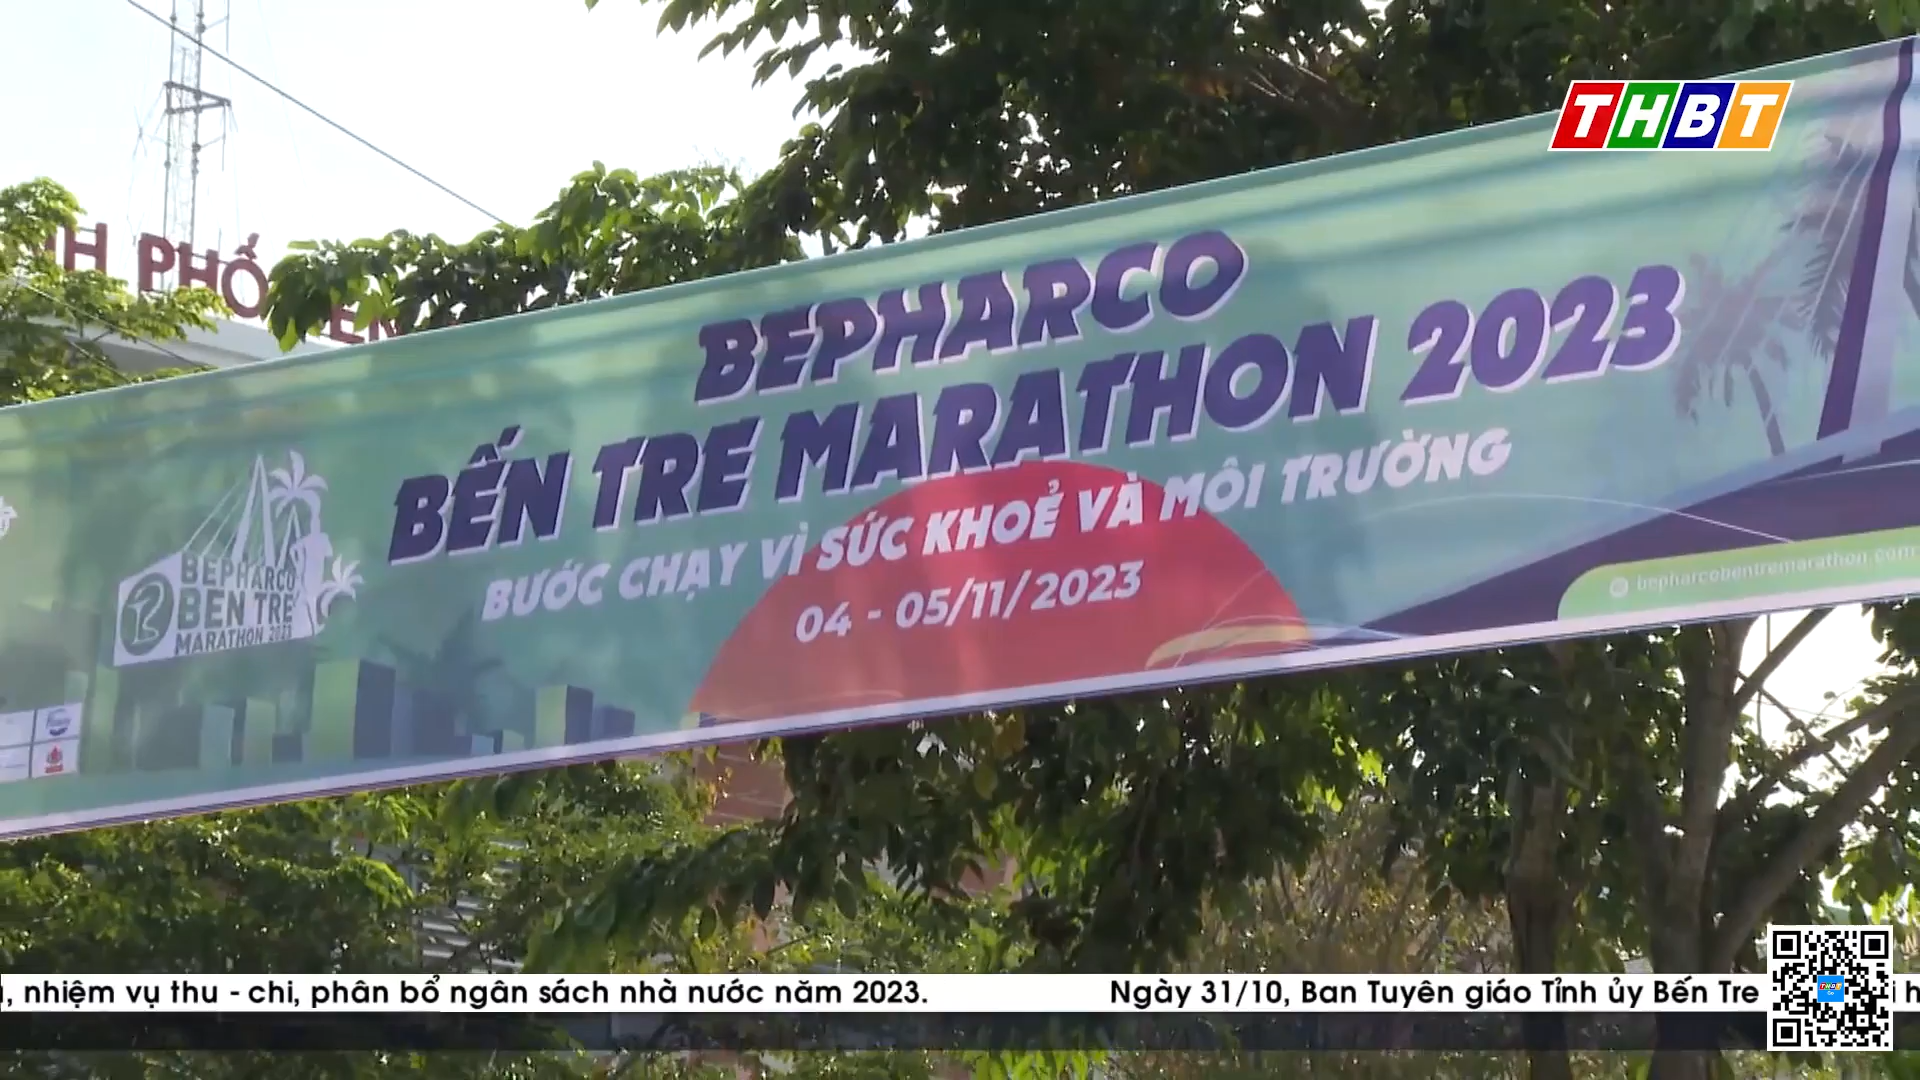 THBT
PHỐ
BEPHARCO
BẾN TRE MARATHON 2023
BƯỚC CHẠY VÌ SỨC KHOẺ VÀ MÔI TRƯỜNG
04 - 05/11/2023
BEPHARCO
BEN TRE
MARATHON 2023
bepharcobentremarathon.com
, nhiệm vụ thu - chi, phân bổ ngân sách nhà nước năm 2023. Ngày 31/10, Ban Tuyên giáo Tỉnh ủy Bến Tre